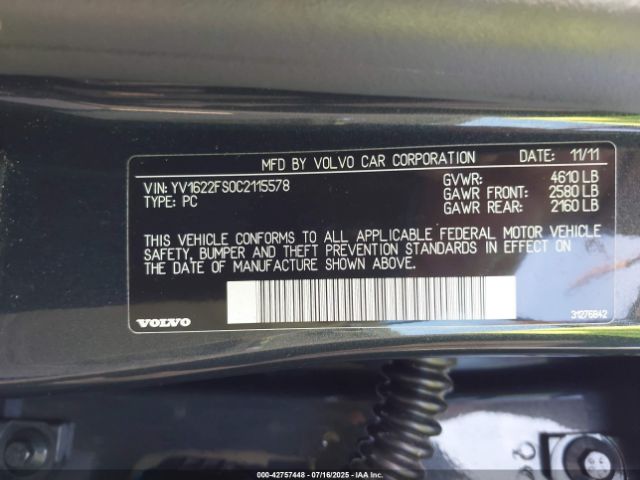 MFD BY VOLVO CAR CORPORATION DATE: 11/11
VIN: YV1622FS0C2115578 GVWR: 4610 LB
TYPE: PC GAWR FRONT: 2580 LB
GAWR REAR: 2160 LB
THIS VEHICLE CONFORMS TO ALL APPLICABLE FEDERAL MOTOR VEHICLE
SAFETY, BUMPER AND THEFT PREVENTION STANDARDS IN EFFECT ON
THE DATE OF MANUFACTURE SHOWN ABOVE.
VOLVO 31276842
000-42757448 - 07/16/2025 - IAA Inc.